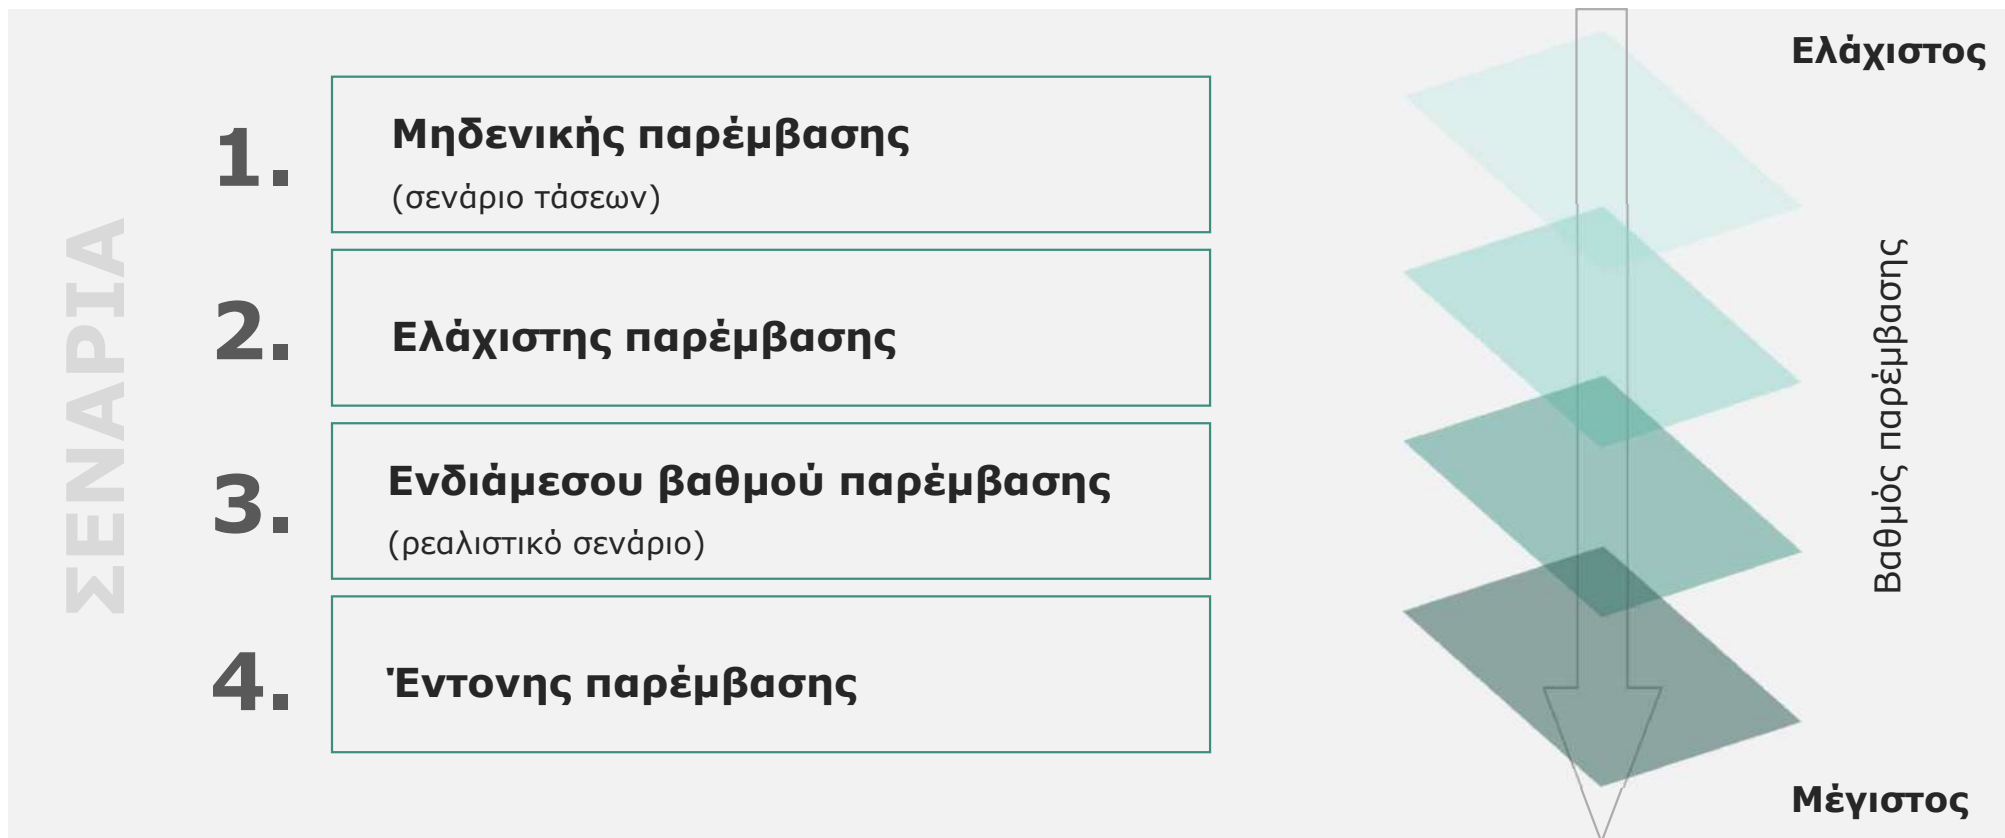 ΣΕΝΑΡΙΑ
1.
Μηδενικής παρέμβασης
(σενάριο τάσεων)
2.
Ελάχιστης παρέμβασης
3.
Ενδιάμεσου βαθμού παρέμβασης
(ρεαλιστικό σενάριο)
4.
Έντονης παρέμβασης
Ελάχιστος
Βαθμός παρέμβασης
Μέγιστος